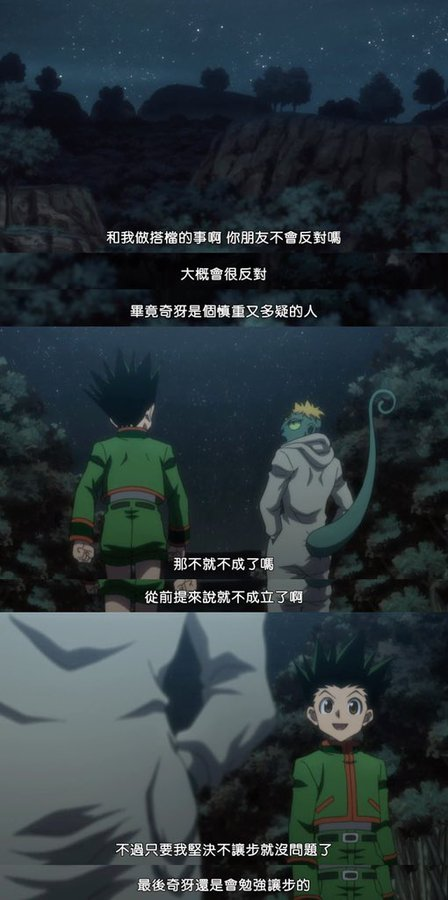 和我做搭檔的事啊 你朋友不會反對嗎
大概會很反對
畢竟奇犽是個慎重又多疑的人
那不就不成了嗎
從前提來說就不成立了啊
不過只要我堅決不讓步就沒問題了
最後奇犽還是會勉強讓步的